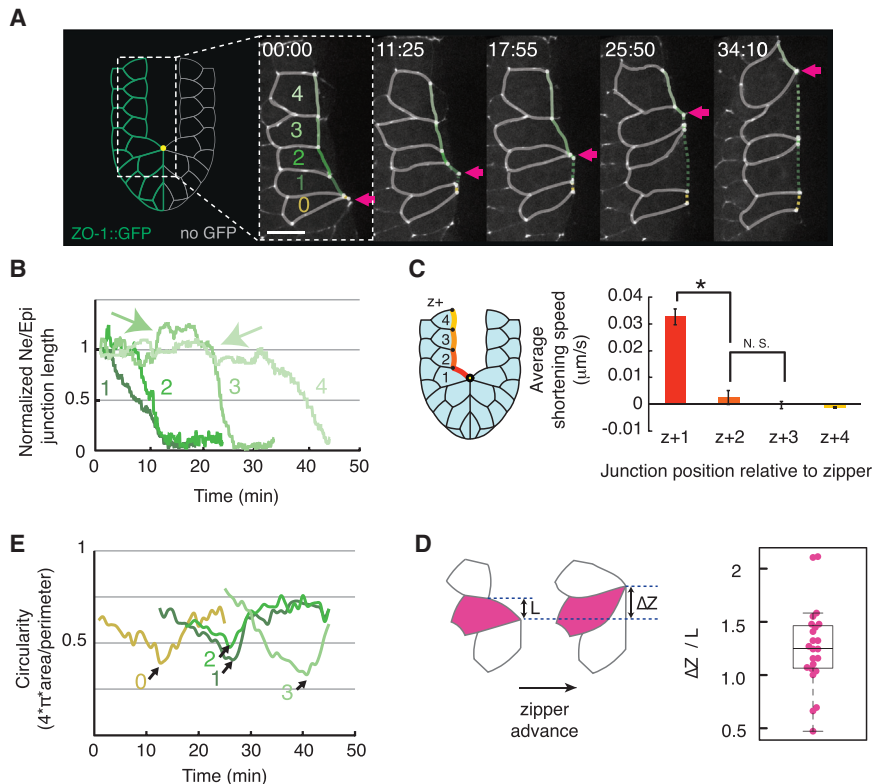 A
00:00
11:25
17:55
25:50
34:10
4
3
2
1
0
ZO-1::GFP
no GFP
B
Normalized Ne/Epi
junction length
1
0.5
0
1
2
3
4
0 10 20 30 40 50
Time (min)
C
z+
4
3
2
1
Average
shortening speed
(μm/s)
0.04
0.03
0.02
0.01
0
-0.01
*
N. S.
z+1 z+2 z+3 z+4
Junction position relative to zipper
E
Circularity
(4*π*area/perimeter)
1
0.5
0
0
2
1
3
0 10 20 30 40 50
Time (min)
D
L
ΔZ
zipper
advance
ΔZ / L
2
1.5
1.0
0.5